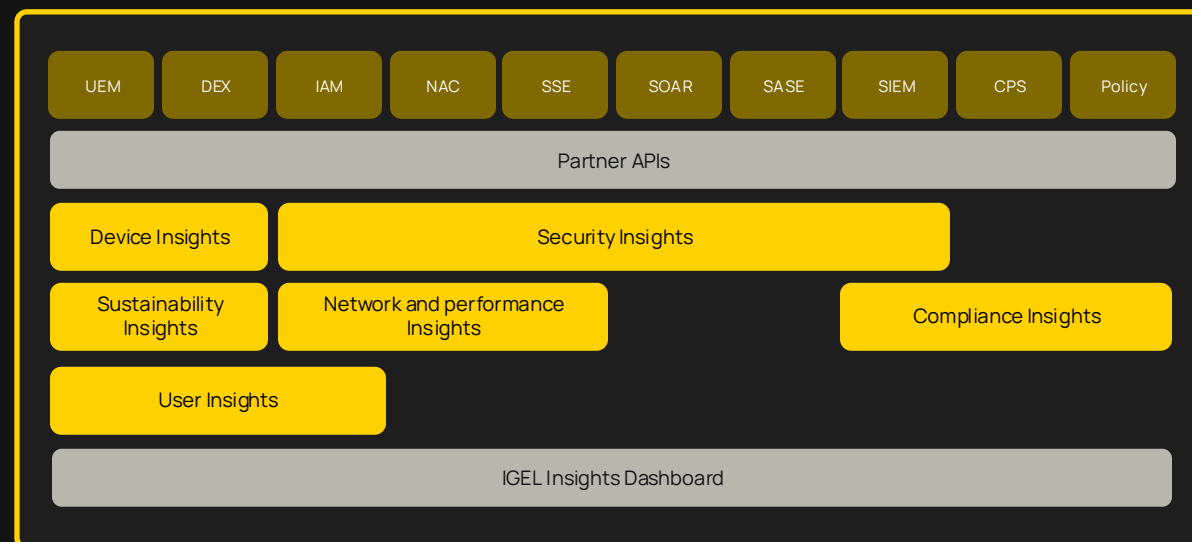 UEM
DEX
IAM
NAC
SSE
SOAR
SASE
SIEM
CPS
Policy
Partner APIs
Device Insights
Security Insights
Sustainability
Insights
Network and performance
Insights
Compliance Insights
User Insights
IGEL Insights Dashboard